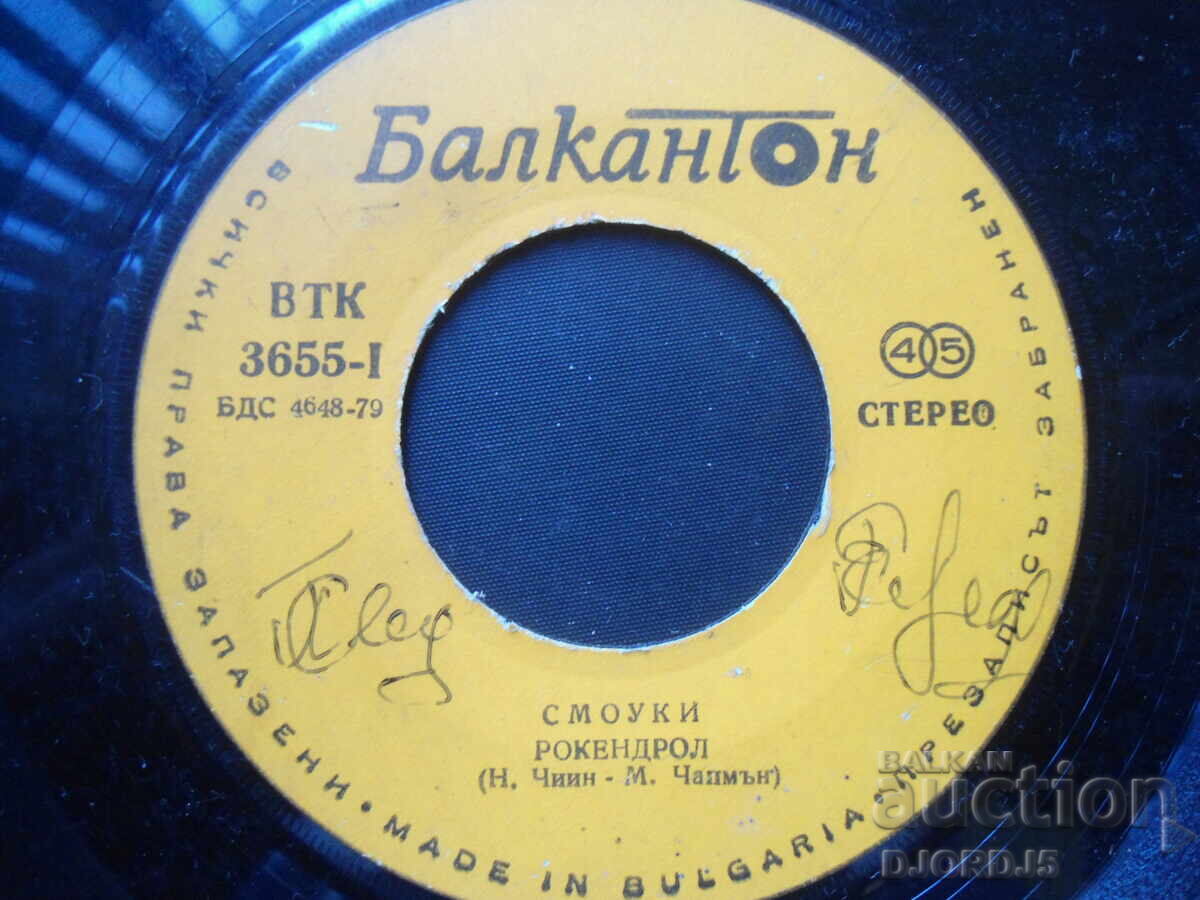 Балкантон
ВТК
3655-I
БДС 4648-79
45
СТЕРЕО
СМОУКИ
РОКЕНДРОЛ
(Н. Чиин - М. Чапмън)
ВСИЧКИ ПРАВА ЗАПАЗЕНИ • MADE IN BULGARIA • ПРЕЗАПИСЪТ ЗАБРАНЕН
BALKAN
auction
DJORDJ5